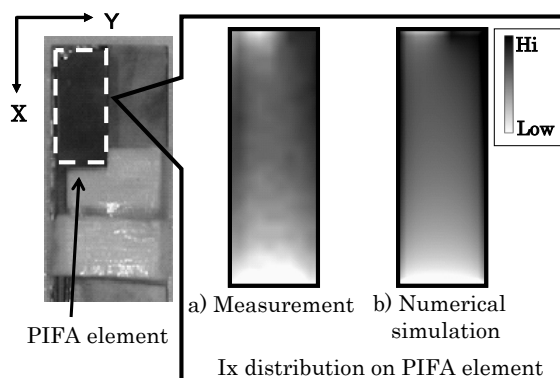 Y
X
Hi
Low
PIFA element
a) Measurement
b) Numerical
simulation
Ix distribution on PIFA element